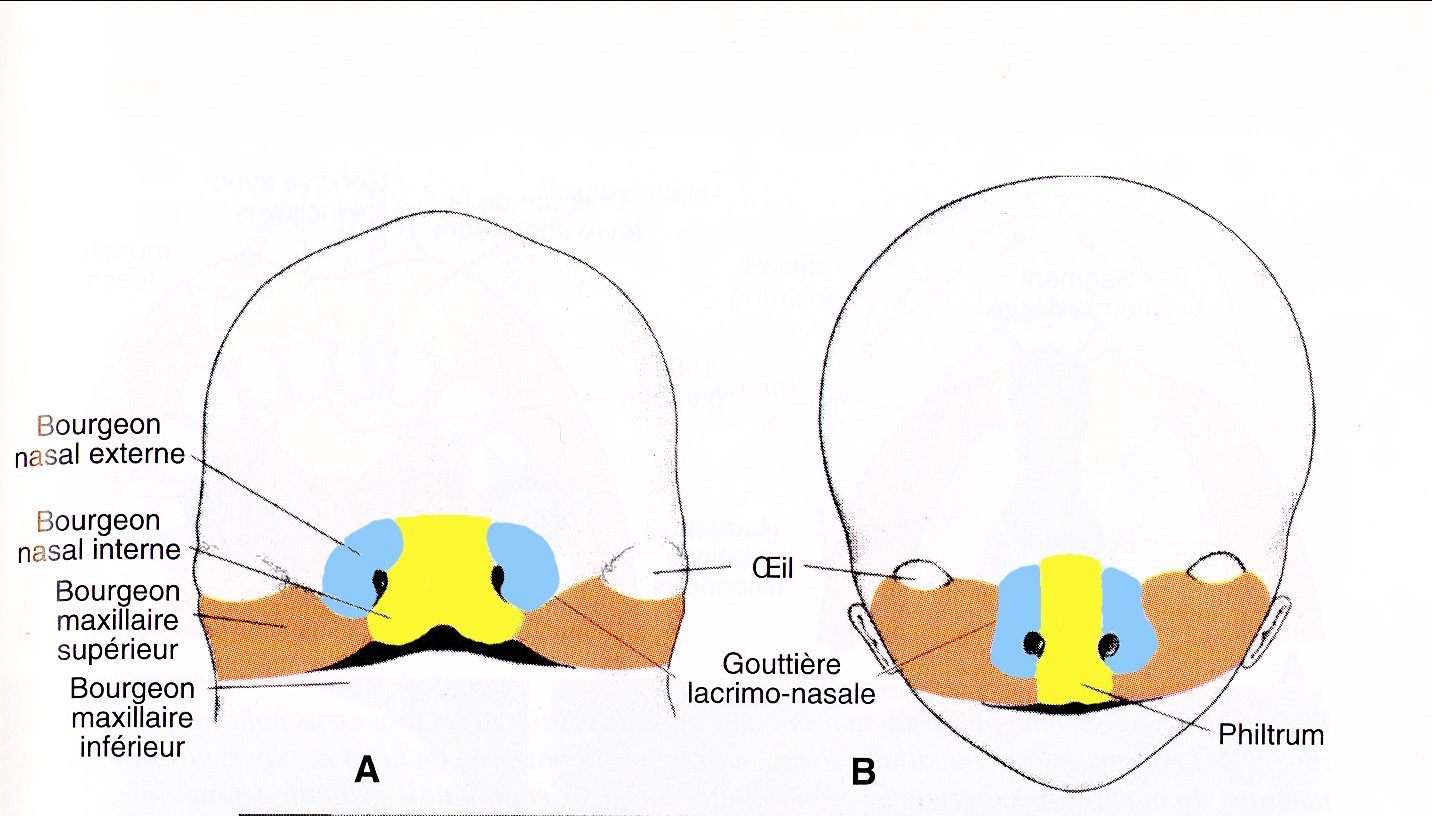 Bourgeon
nasal externe
Bourgeon
nasal interne
Bourgeon
maxillaire
supérieur
Bourgeon
maxillaire
inférieur
Œil
Gouttière
lacrimo-nasale
Philtrum
A
B